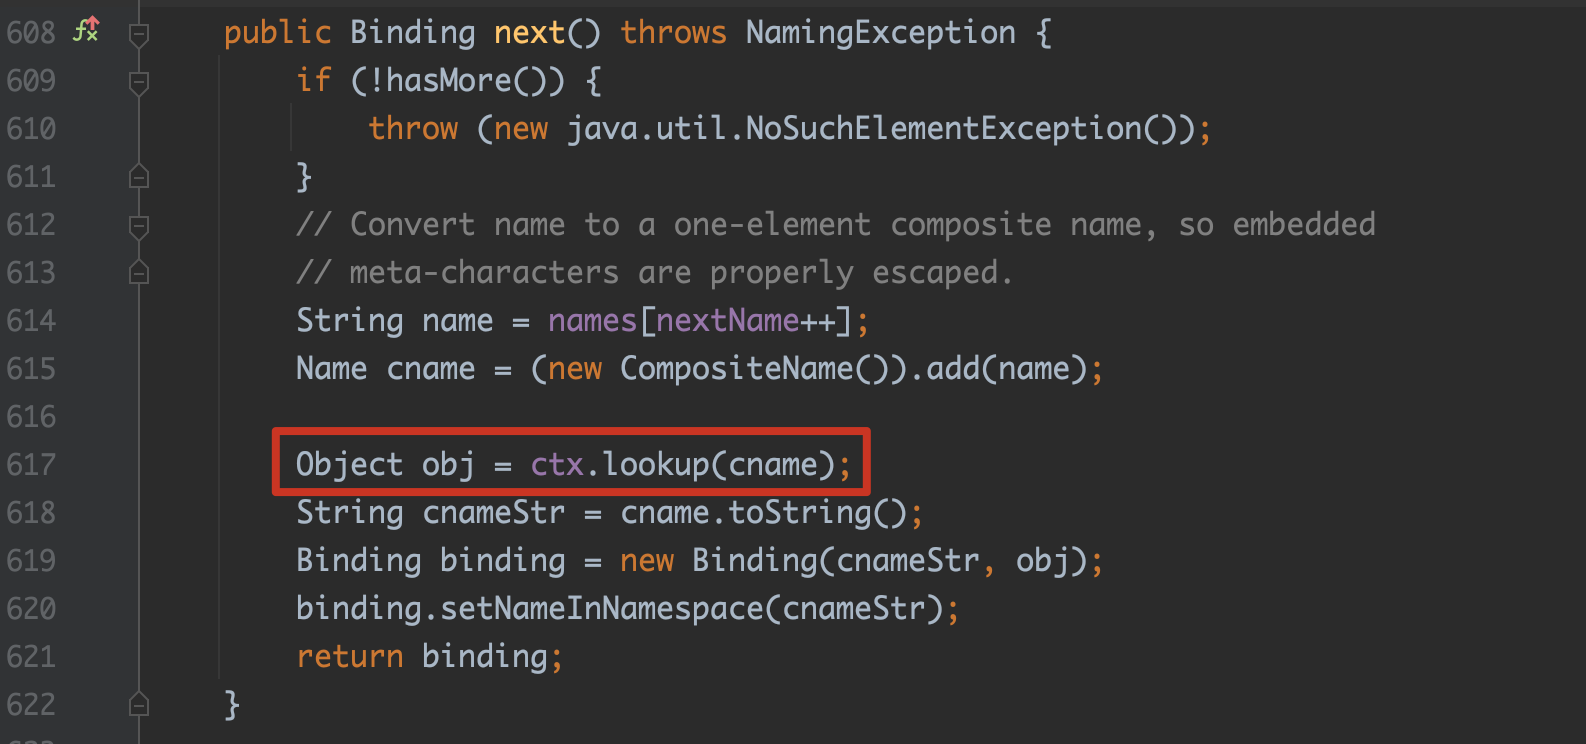 608 public Binding next() throws NamingException {
609 if (!hasMore()) {
610 throw (new java.util.NoSuchElementException());
611 }
612 // Convert name to a one-element composite name, so embedded
613 // meta-characters are properly escaped.
614 String name = names[nextName++];
615 Name cname = (new CompositeName()).add(name);
616
617 Object obj = ctx.lookup(cname);
618 String cnameStr = cname.toString();
619 Binding binding = new Binding(cnameStr, obj);
620 binding.setNameInNamespace(cnameStr);
621 return binding;
622 }